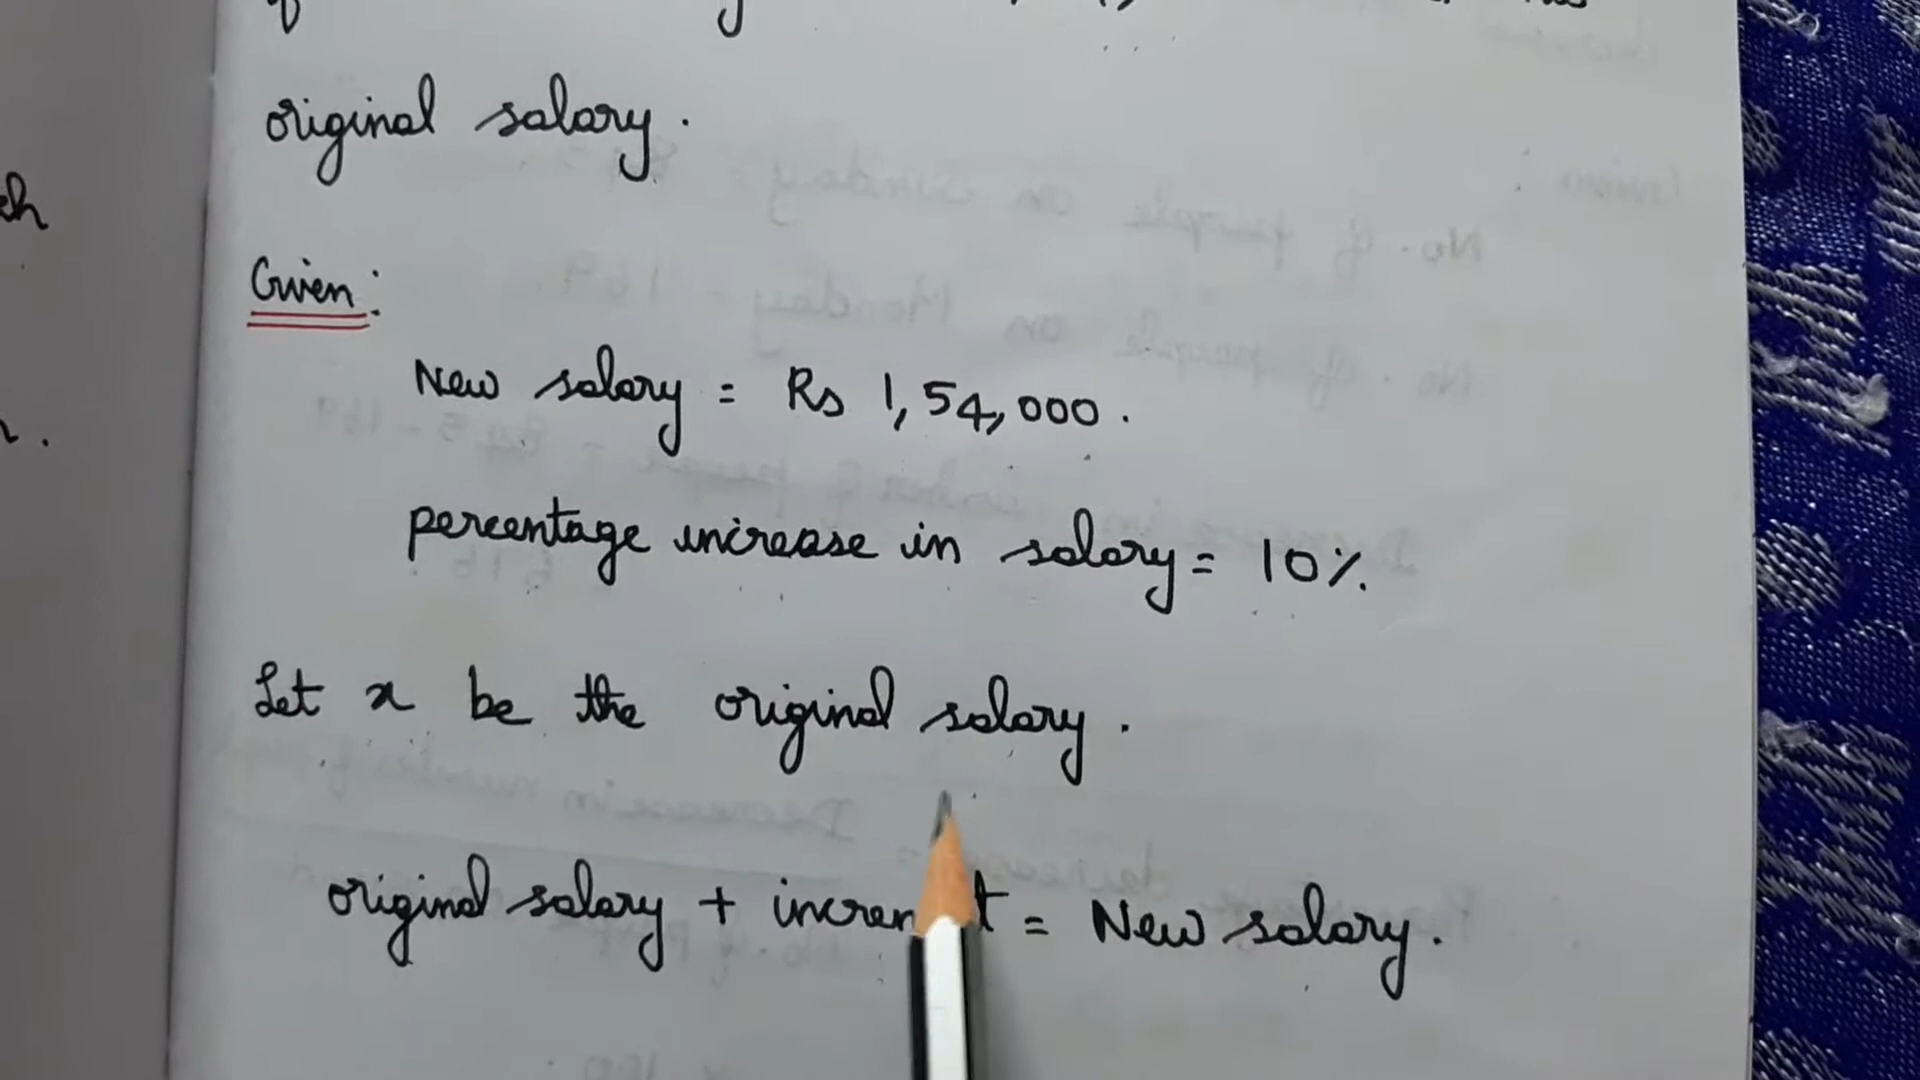 original salary.
Given:
New salary = Rs 1,54,000.
percentage increase in salary = 10%.
Let x be the original salary.
original salary + = New salary.